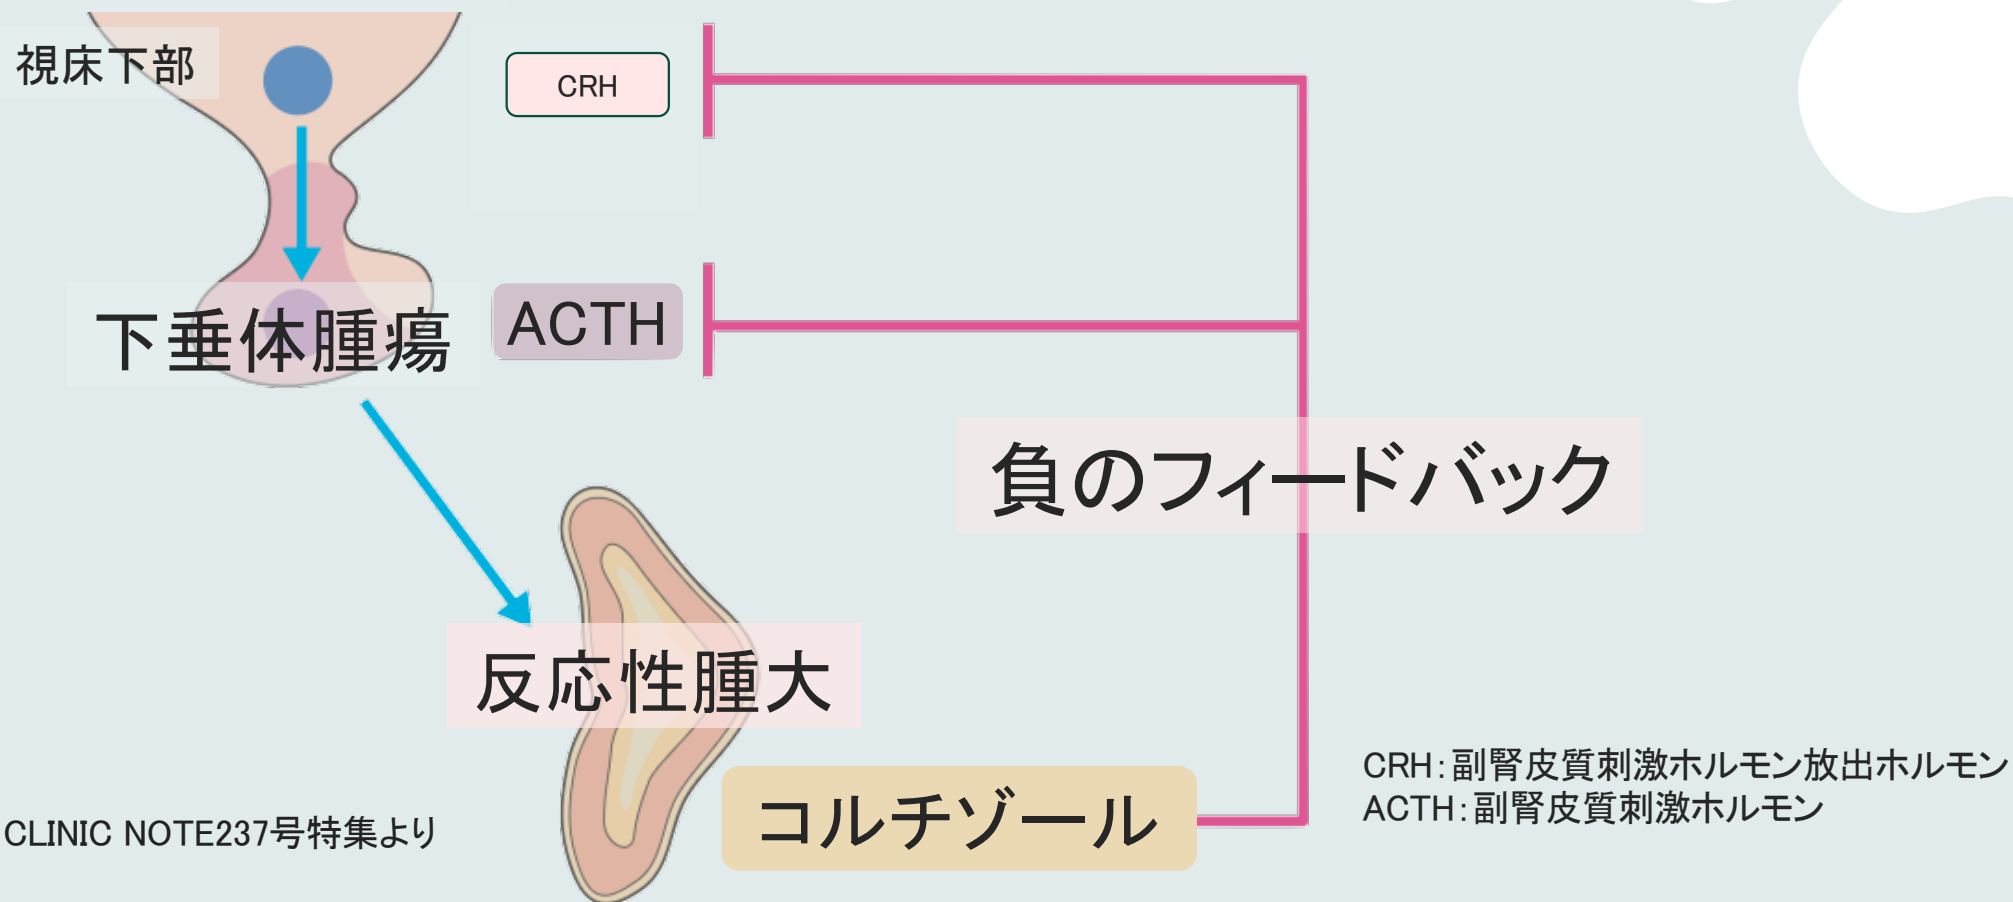 視床下部
CRH
下垂体腫瘍
ACTH
負のフィードバック
反応性腫大
コルチゾール
CRH：副腎皮質刺激ホルモン放出ホルモン
ACTH：副腎皮質刺激ホルモン
CLINIC NOTE237号特集より